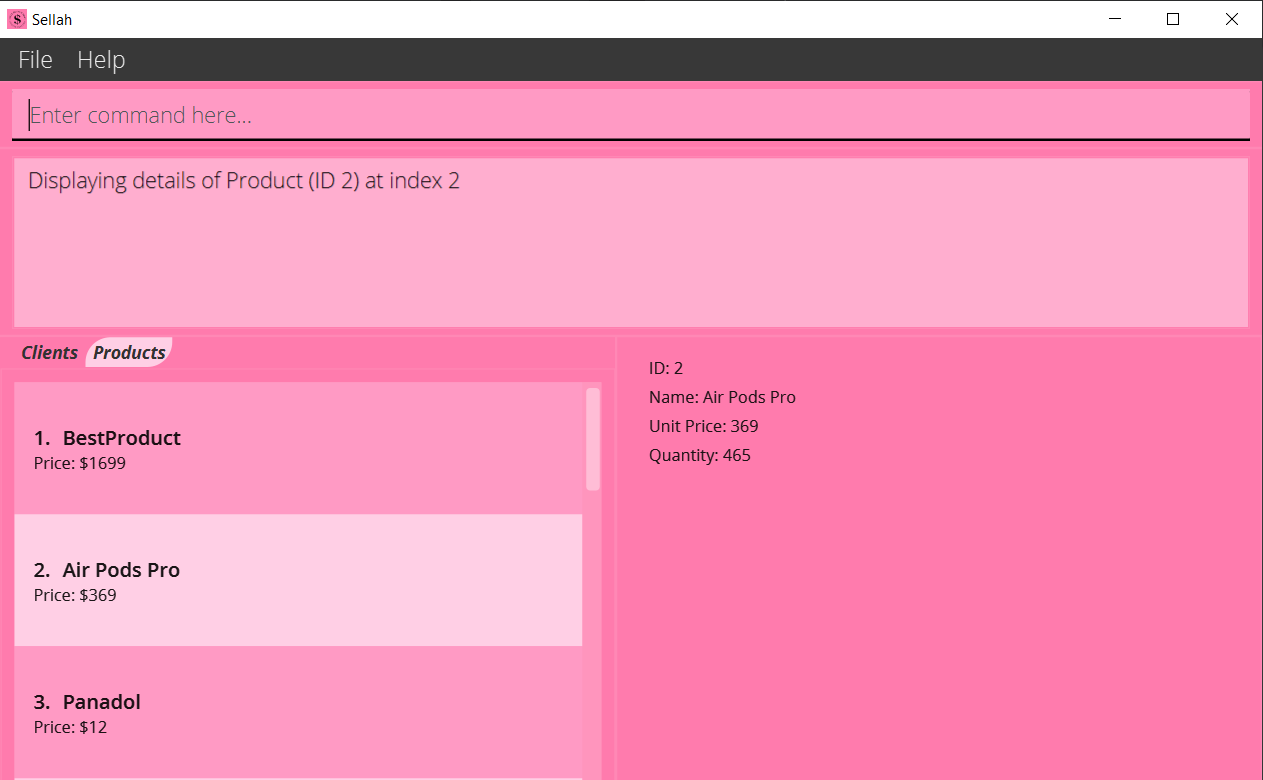 Sellah
File Help
Enter command here...
Displaying details of Product (ID 2) at index 2
Clients Products
1. BestProduct
Price: $1699
2. Air Pods Pro
Price: $369
3. Panadol
Price: $12
ID: 2
Name: Air Pods Pro
Unit Price: 369
Quantity: 465